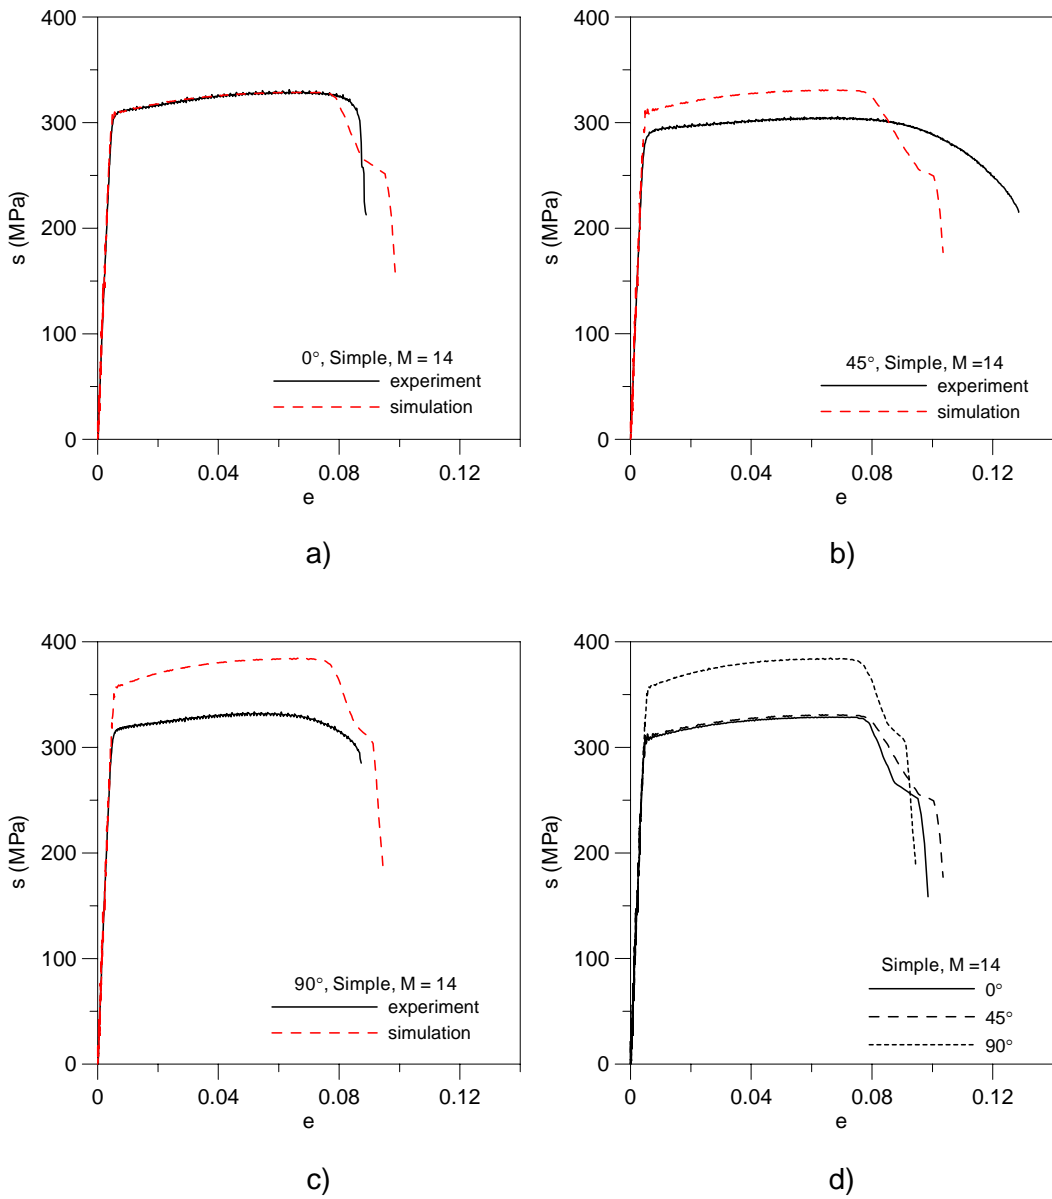 400
300
200
100
0
s (MPa)
0°, Simple, M = 14
experiment
simulation
0 0.04 0.08 0.12
e
a)
400
300
200
100
0
s (MPa)
45°, Simple, M =14
experiment
simulation
0 0.04 0.08 0.12
e
b)
400
300
200
100
0
s (MPa)
90°, Simple, M = 14
experiment
simulation
0 0.04 0.08 0.12
e
c)
400
300
200
100
0
s (MPa)
Simple, M =14
0°
45°
90°
0 0.04 0.08 0.12
e
d)